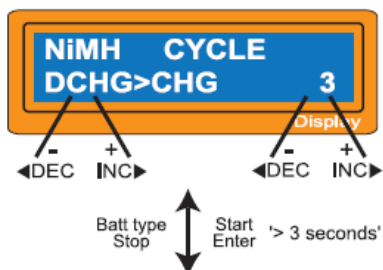 NiMH CYCLE
DCHG>CHG 3
Display
- + - +
◀DEC INC▶ ◀DEC INC▶
Batt type Start
Stop Enter '> 3 seconds'